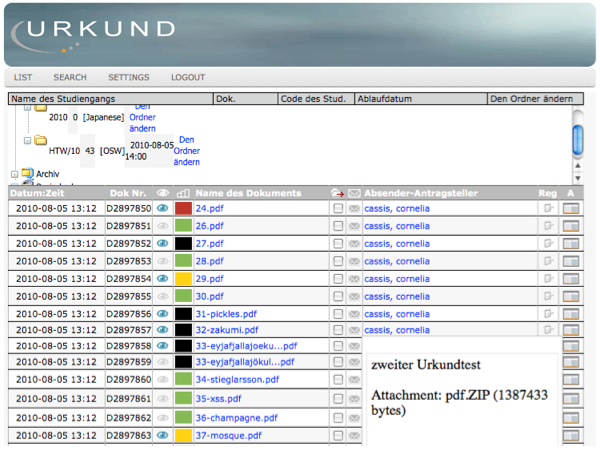 URKUND
LIST SEARCH SETTINGS LOGOUT
Name des Studiengangs Dok. Code des Stud. Ablaufdatum Den Ordner ändern
2010 0 [Japanese] Den Ordner ändern
HTW/10 43 [OSW] 2010-08-05 14:00 Den Ordner ändern
Archiv
Datum:Zeit Dok Nr. Name des Dokuments Absender-Antragsteller Reg A
2010-08-05 13:12 D2897850 24.pdf cassis, cornelia
2010-08-05 13:12 D2897851 26.pdf cassis, cornelia
2010-08-05 13:12 D2897852 27.pdf cassis, cornelia
2010-08-05 13:12 D2897853 28.pdf cassis, cornelia
2010-08-05 13:12 D2897854 29.pdf cassis, cornelia
2010-08-05 13:12 D2897855 30.pdf cassis, cornelia
2010-08-05 13:12 D2897856 31-pickles.pdf cassis, cornelia
2010-08-05 13:12 D2897857 32-zakumi.pdf cassis, cornelia
2010-08-05 13:12 D2897858 33-eyjafjallajoeku...pdf
2010-08-05 13:12 D2897859 33-eyjafjallajökul...pdf
2010-08-05 13:12 D2897860 34-stieglarsson.pdf
2010-08-05 13:12 D2897861 35-xss.pdf
2010-08-05 13:12 D2897862 36-champagne.pdf
2010-08-05 13:12 D2897863 37-mosque.pdf
zweiter Urkundtest
Attachment: pdf.ZIP (1387433
bytes)